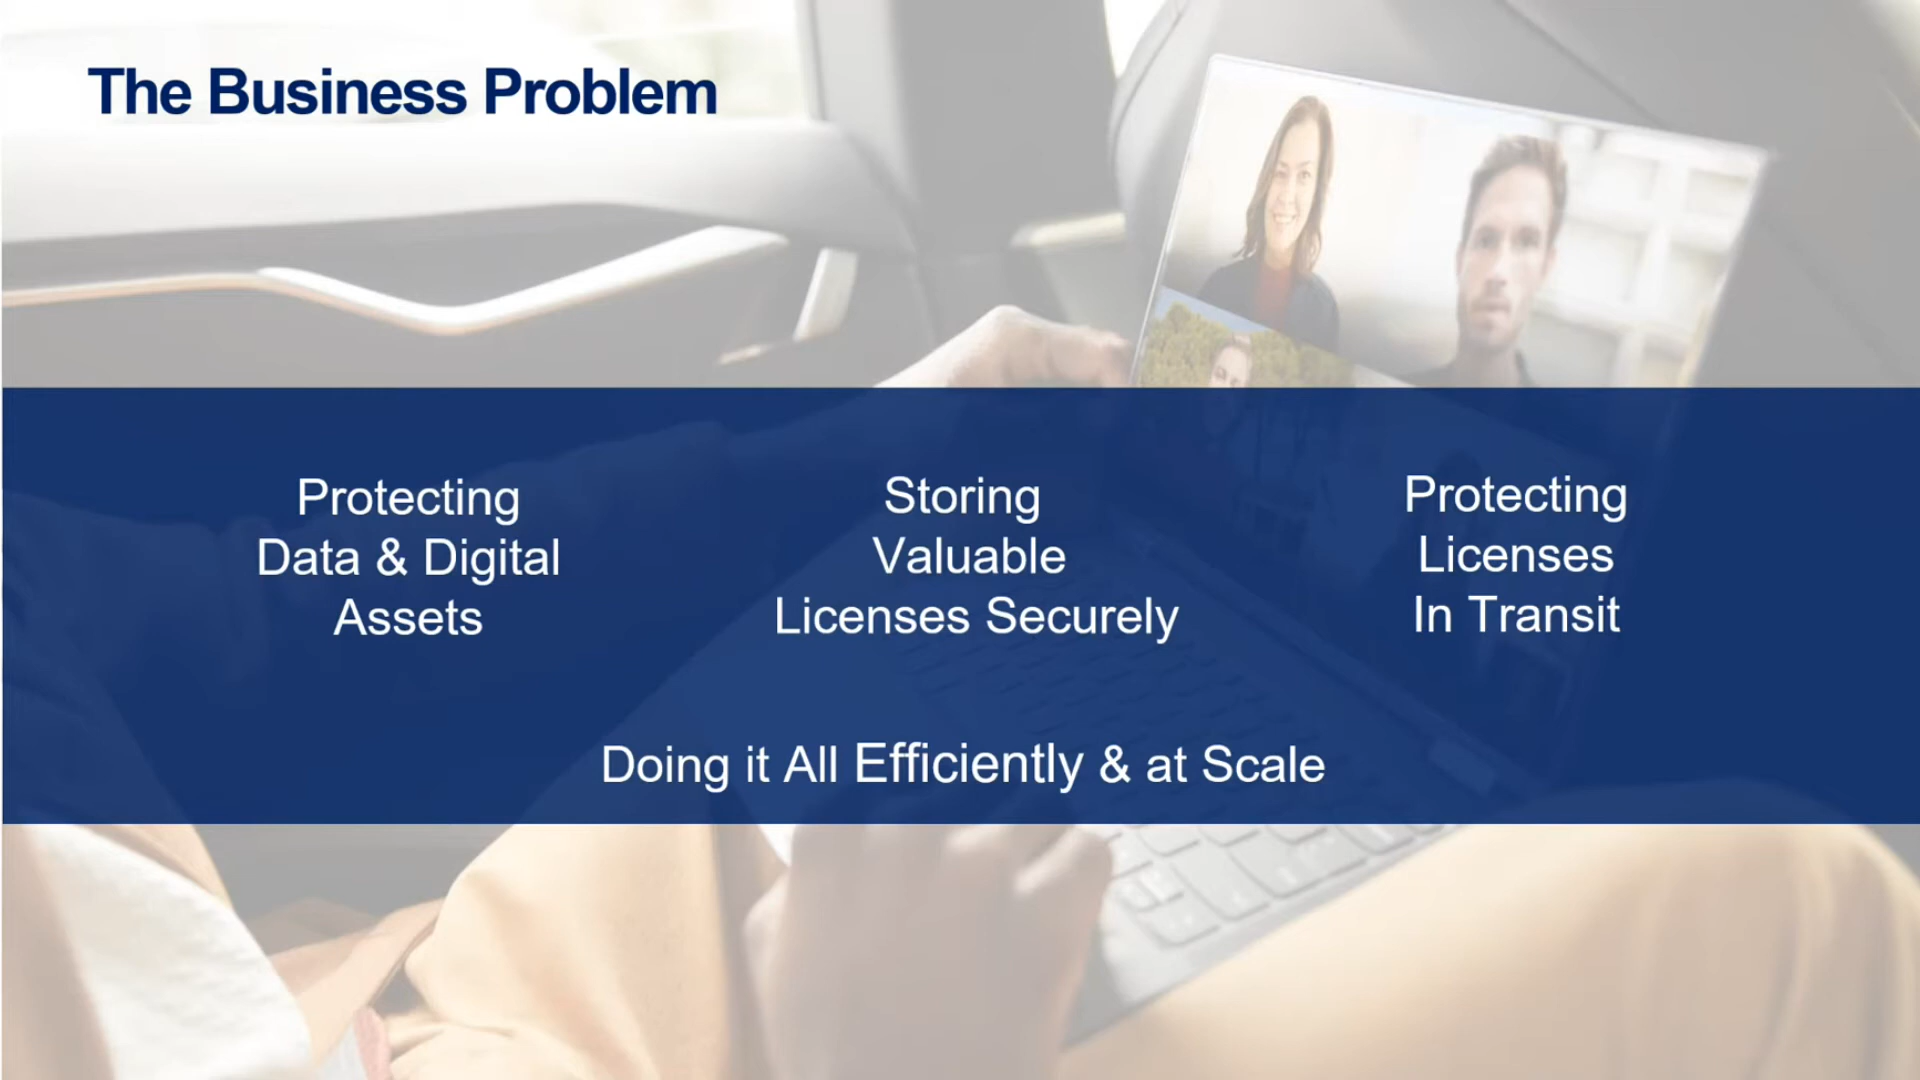 The Business Problem
Protecting
Data & Digital
Assets
Storing
Valuable
Licenses Securely
Protecting
Licenses
In Transit
Doing it All Efficiently & at Scale